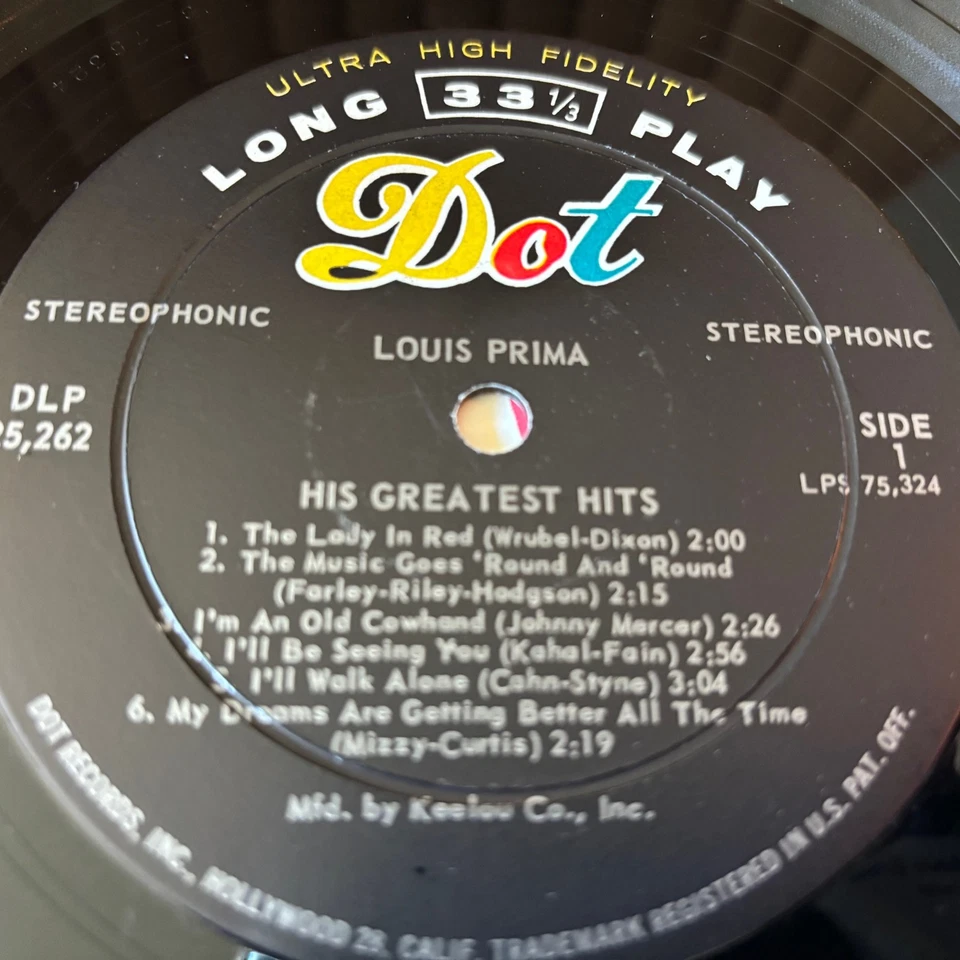 ULTRA HIGH FIDELITY
LONG 33 1/3 PLAY
Dot
STEREOPHONIC
STEREOPHONIC
LOUIS PRIMA
DLP
25,262
SIDE
1
LPS 75,324
HIS GREATEST HITS
1. The Lady In Red (Wrubel-Dixon) 2:00
2. The Music Goes 'Round And 'Round
(Farley-Riley-Hodgson) 2:15
I'm An Old Cowhand (Johnny Mercer) 2:26
I'll Be Seeing You (Kahal-Fain) 2:56
I'll Walk Alone (Cahn-Styne) 3:04
6. My Dreams Are Getting Better All The Time
(Mizzy-Curtis) 2:19
Mfd. by Keelou Co., Inc.
DOT RECORDS, INC., HOLLYWOOD 28, CALIF. TRADEMARK REGISTERED IN U.S. PAT. OFF.